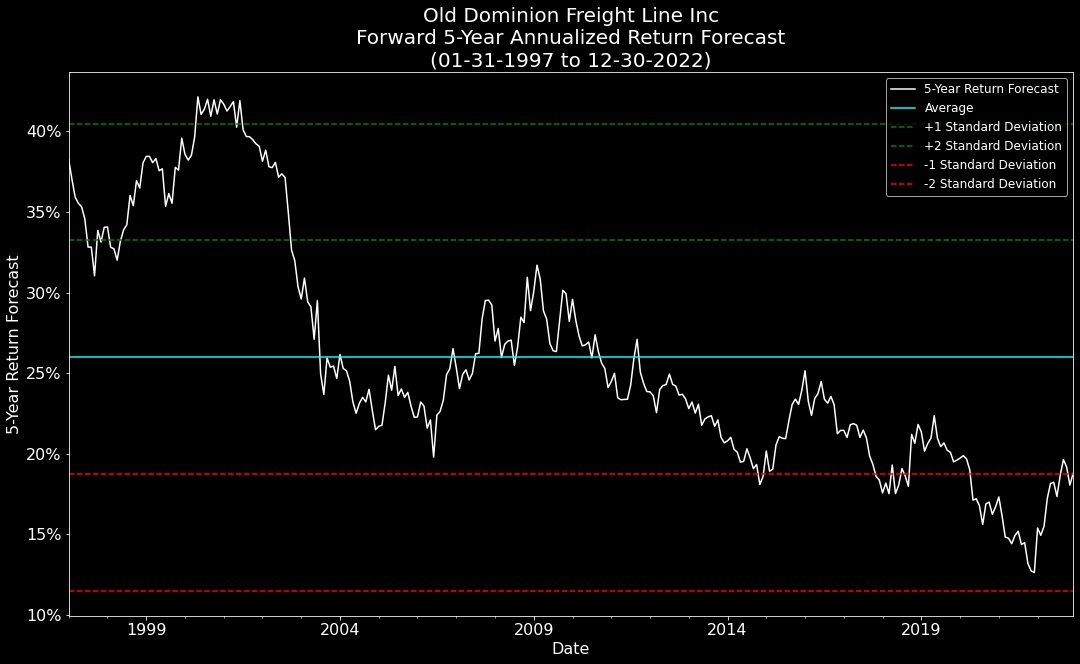 Old Dominion Freight Line Inc
Forward 5-Year Annualized Return Forecast
(01-31-1997 to 12-30-2022)
5-Year Return Forecast
Average
+1 Standard Deviation
+2 Standard Deviation
-1 Standard Deviation
-2 Standard Deviation
5-Year Return Forecast
40%
35%
30%
25%
20%
15%
10%
1999
2004
2009
2014
2019
Date